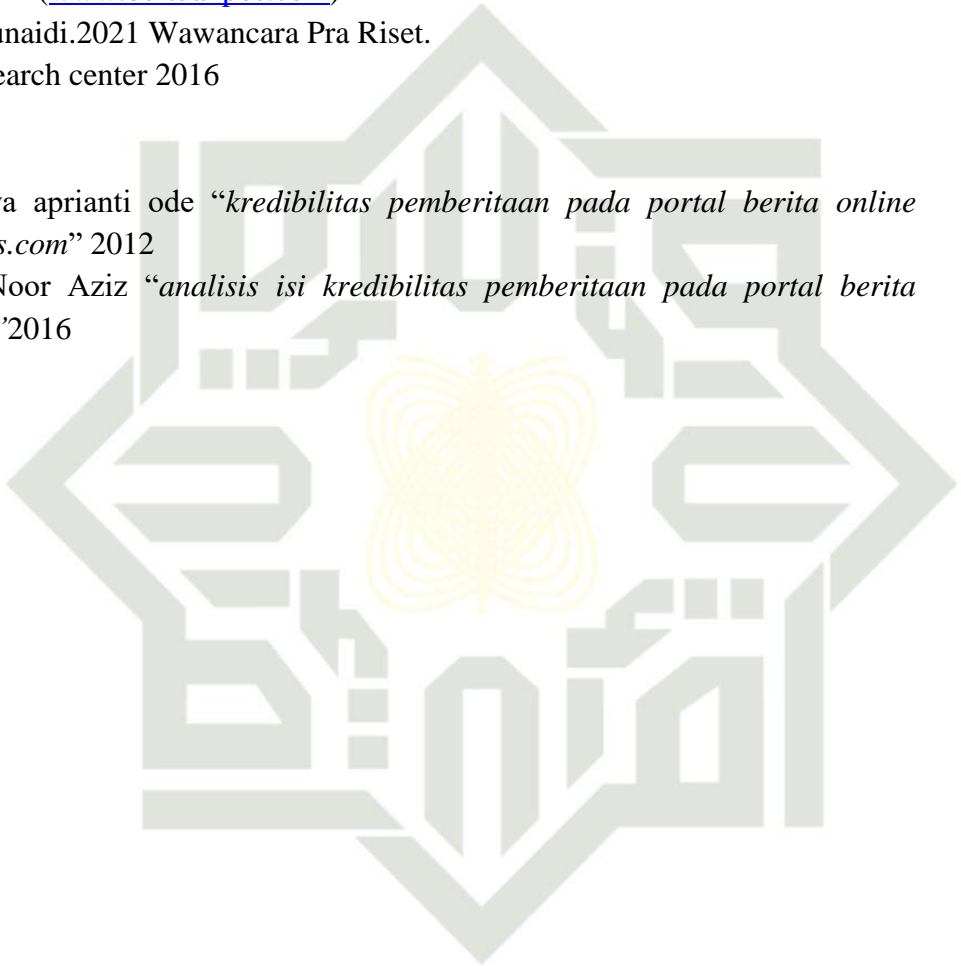 unaidi.2021 Wawancara Pra Riset.
earch center 2016
va aprianti ode “kredibilitas pemberitaan pada portal berita online
s.com” 2012
Noor Aziz “analisis isi kredibilitas pemberitaan pada portal berita
”2016